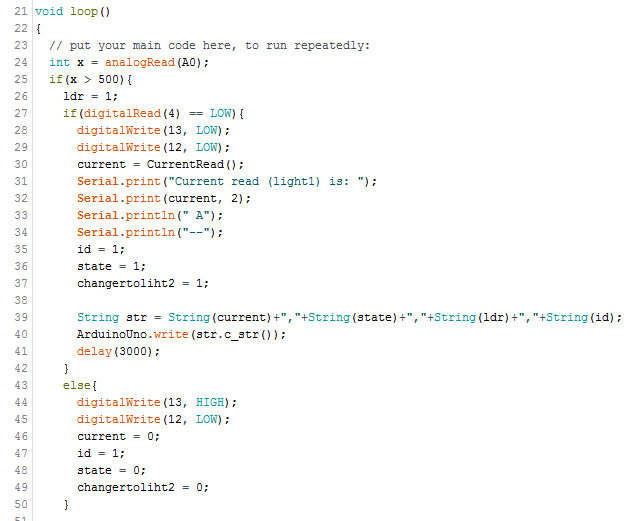 21 void loop()
22 {
23 // put your main code here, to run repeatedly:
24 int x = analogRead(A0);
25 if(x > 500){
26 ldr = 1;
27 if(digitalRead(4) == LOW){
28 digitalWrite(13, LOW);
29 digitalWrite(12, LOW);
30 current = CurrentRead();
31 Serial.print("Current read (light1) is: ");
32 Serial.print(current, 2);
33 Serial.println(" A");
34 Serial.println("--");
35 id = 1;
36 state = 1;
37 changertoliht2 = 1;
38
39 String str = String(current)+","+String(state)+","+String(ldr)+","+String(id);
40 ArduinoUno.write(str.c_str());
41 delay(3000);
42 }
43 else{
44 digitalWrite(13, HIGH);
45 digitalWrite(12, LOW);
46 current = 0;
47 id = 1;
48 state = 0;
49 changertoliht2 = 0;
50 }